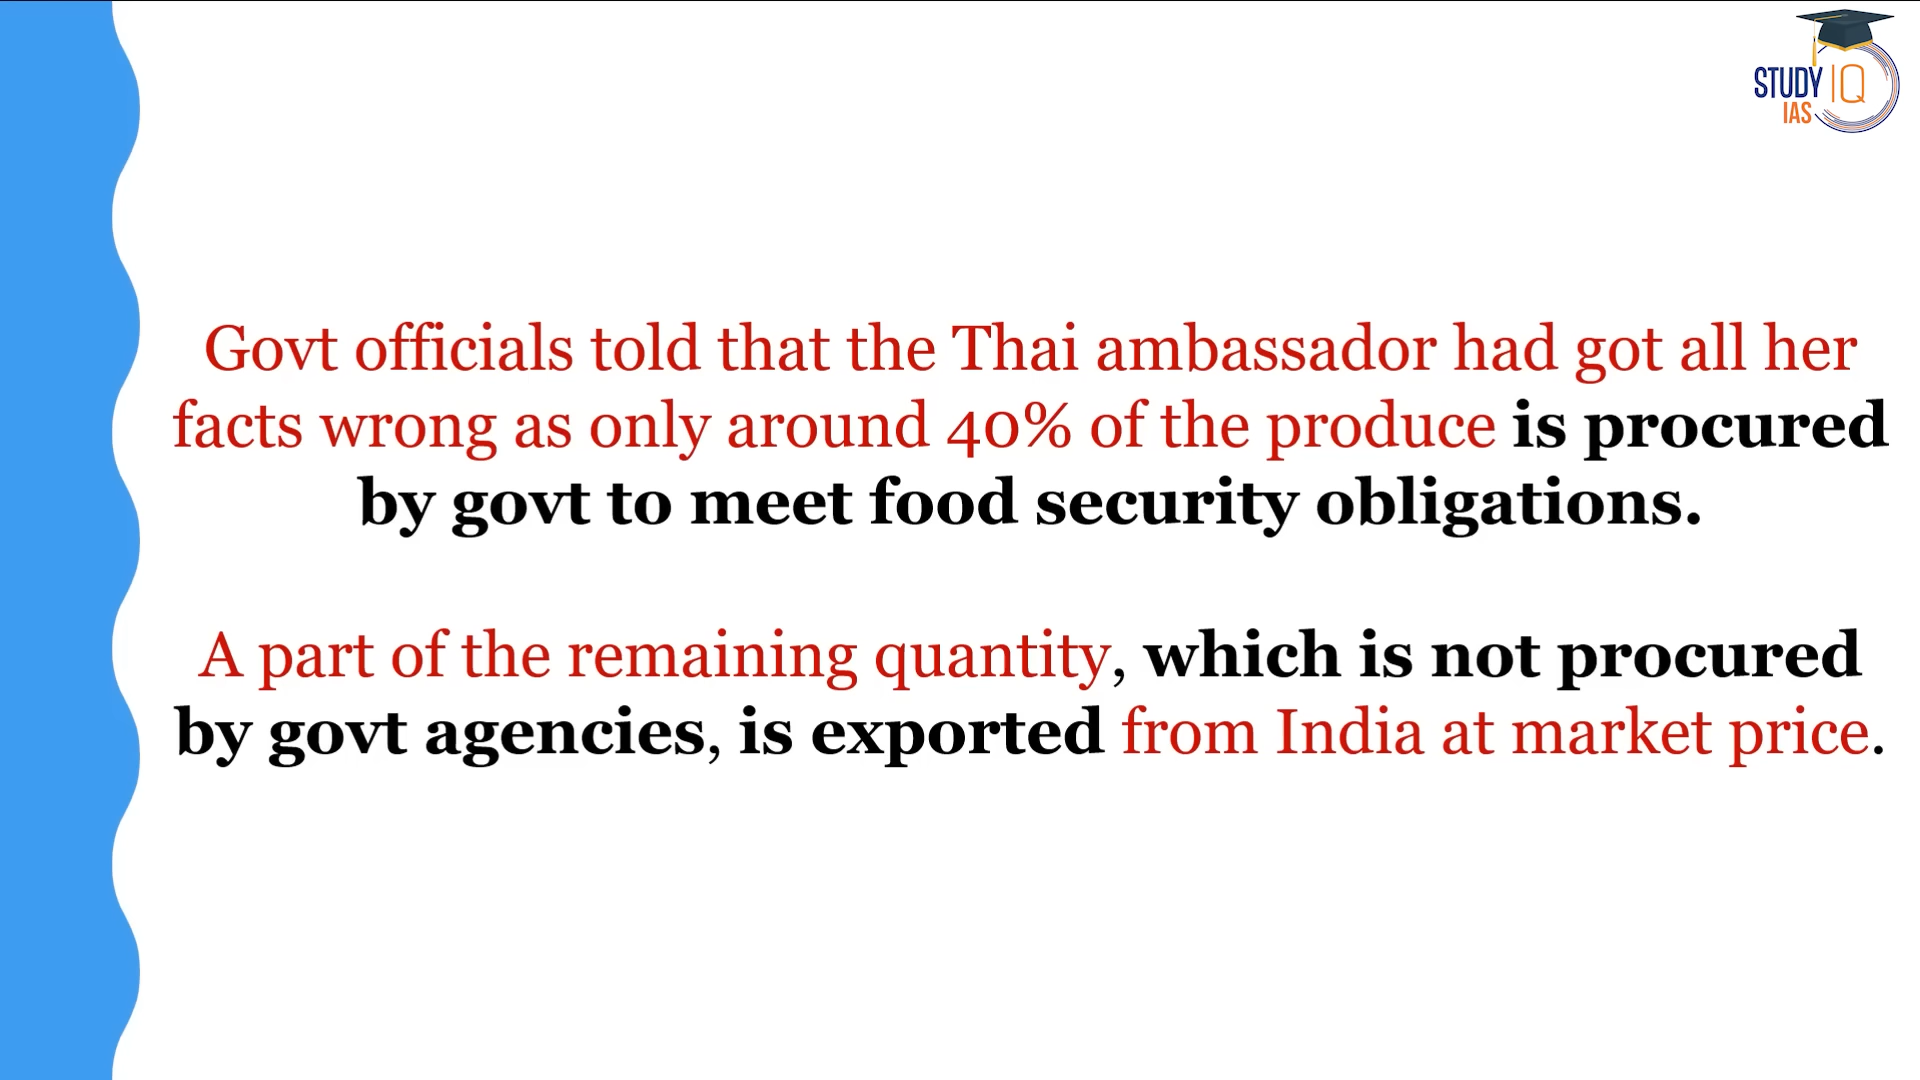 STUDY IQ
IAS
Govt officials told that the Thai ambassador had got all her
facts wrong as only around 40% of the produce is procured
by govt to meet food security obligations.
A part of the remaining quantity, which is not procured
by govt agencies, is exported from India at market price.